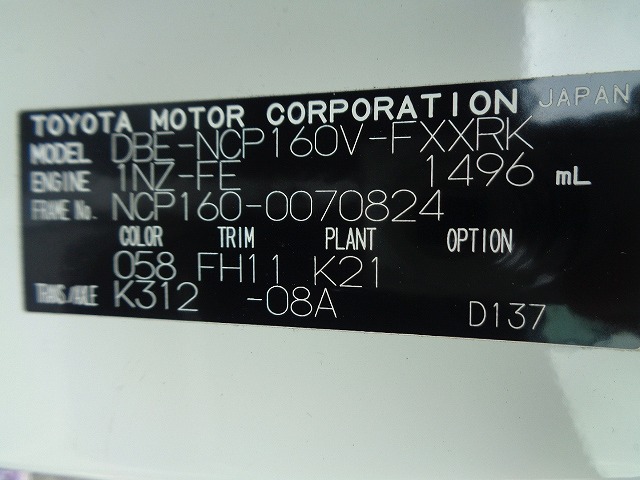 TOYOTA MOTOR CORPORATION JAPAN
MODEL DBE-NCP160V-FXXRK
ENGINE 1NZ-FE 1496 mL
FRAME No. NCP160-0070824
COLOR TRIM PLANT OPTION
058 FH11 K21
TRANS/AXLE K312 -08A D137